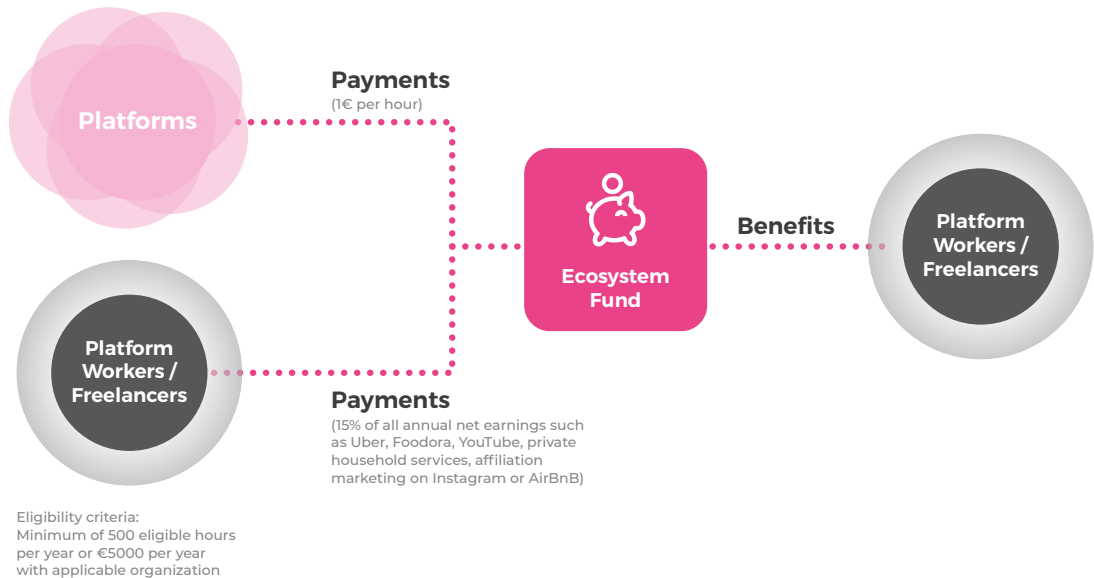 Platforms
Payments
(1€ per hour)
Platform
Workers /
Freelancers
Payments
(15% of all annual net earnings such
as Uber, Foodora, YouTube, private
household services, affiliation
marketing on Instagram or AirBnB)
Eligibility criteria:
Minimum of 500 eligible hours
per year or €5000 per year
with applicable organization
Ecosystem
Fund
Benefits
Platform
Workers /
Freelancers